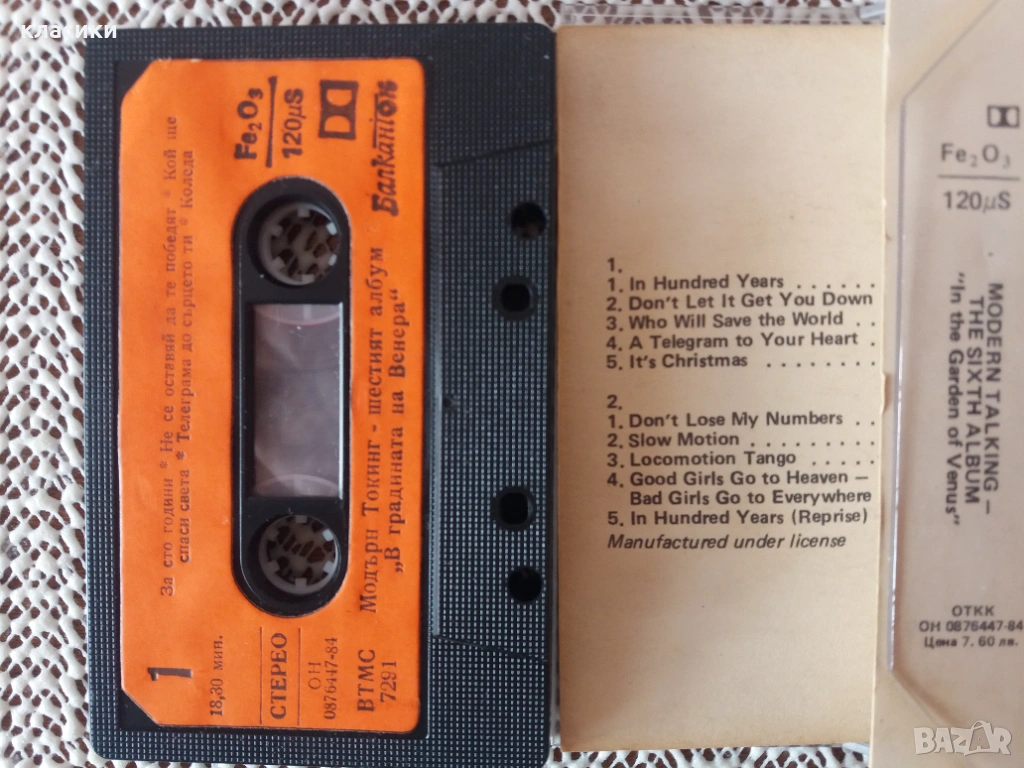 класики
За сто години * Не се оставяй да те победят * Кой ще
спаси света * Телеграма до сърцето ти * Коледа
1
18,30 мин.
Fe₂O₃
120µS
СТЕРЕО
ОН
0876447-84
ВТМС
7291
Модърн Токинг - шестият албум
„В градината на Венера“
Балкантон
1.
1. In Hundred Years . . . . . .
2. Don't Let It Get You Down
3. Who Will Save the World . .
4. A Telegram to Your Heart .
5. It's Christmas . . . . . . . .
2.
1. Don't Lose My Numbers . .
2. Slow Motion . . . . . . . . .
3. Locomotion Tango . . . . .
4. Good Girls Go to Heaven —
Bad Girls Go to Everywhere
5. In Hundred Years (Reprise)
Manufactured under license
Fe₂O₃
120µS
MODERN TALKING —
THE SIXTH ALBUM
"In the Garden of Venus"
ОТКК
ОН 0876447-84
Цена 7. 60 лв.
BAZAR